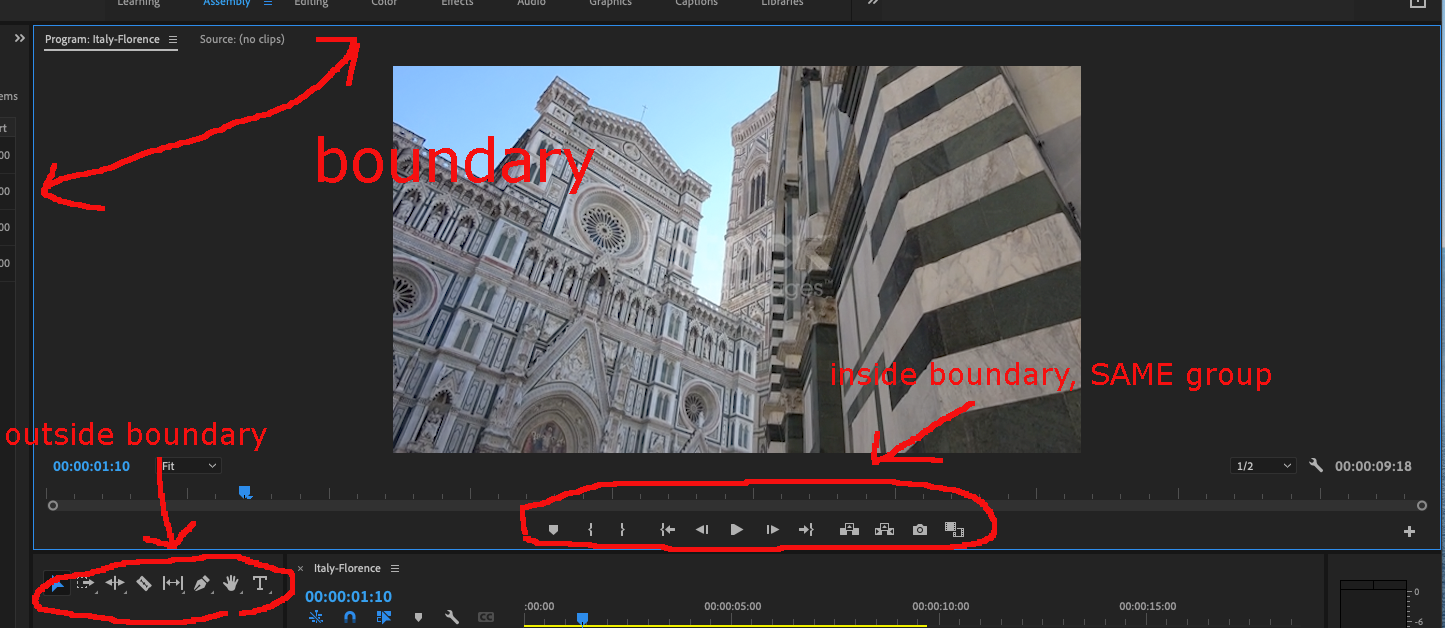 Learning Assembly Editing Color Effects Audio Graphics Captions Libraries
Program: Italy-Florence Source: (no clips)
ems
rt
00
boundary
00
00
00
inside boundary, SAME group
outside boundary
00:00:01:10 Fit 1/2 00:00:09:18
Italy-Florence
00:00:01:10
:00:00 00:00:05:00 00:00:10:00 00:00:15:00
0
-6